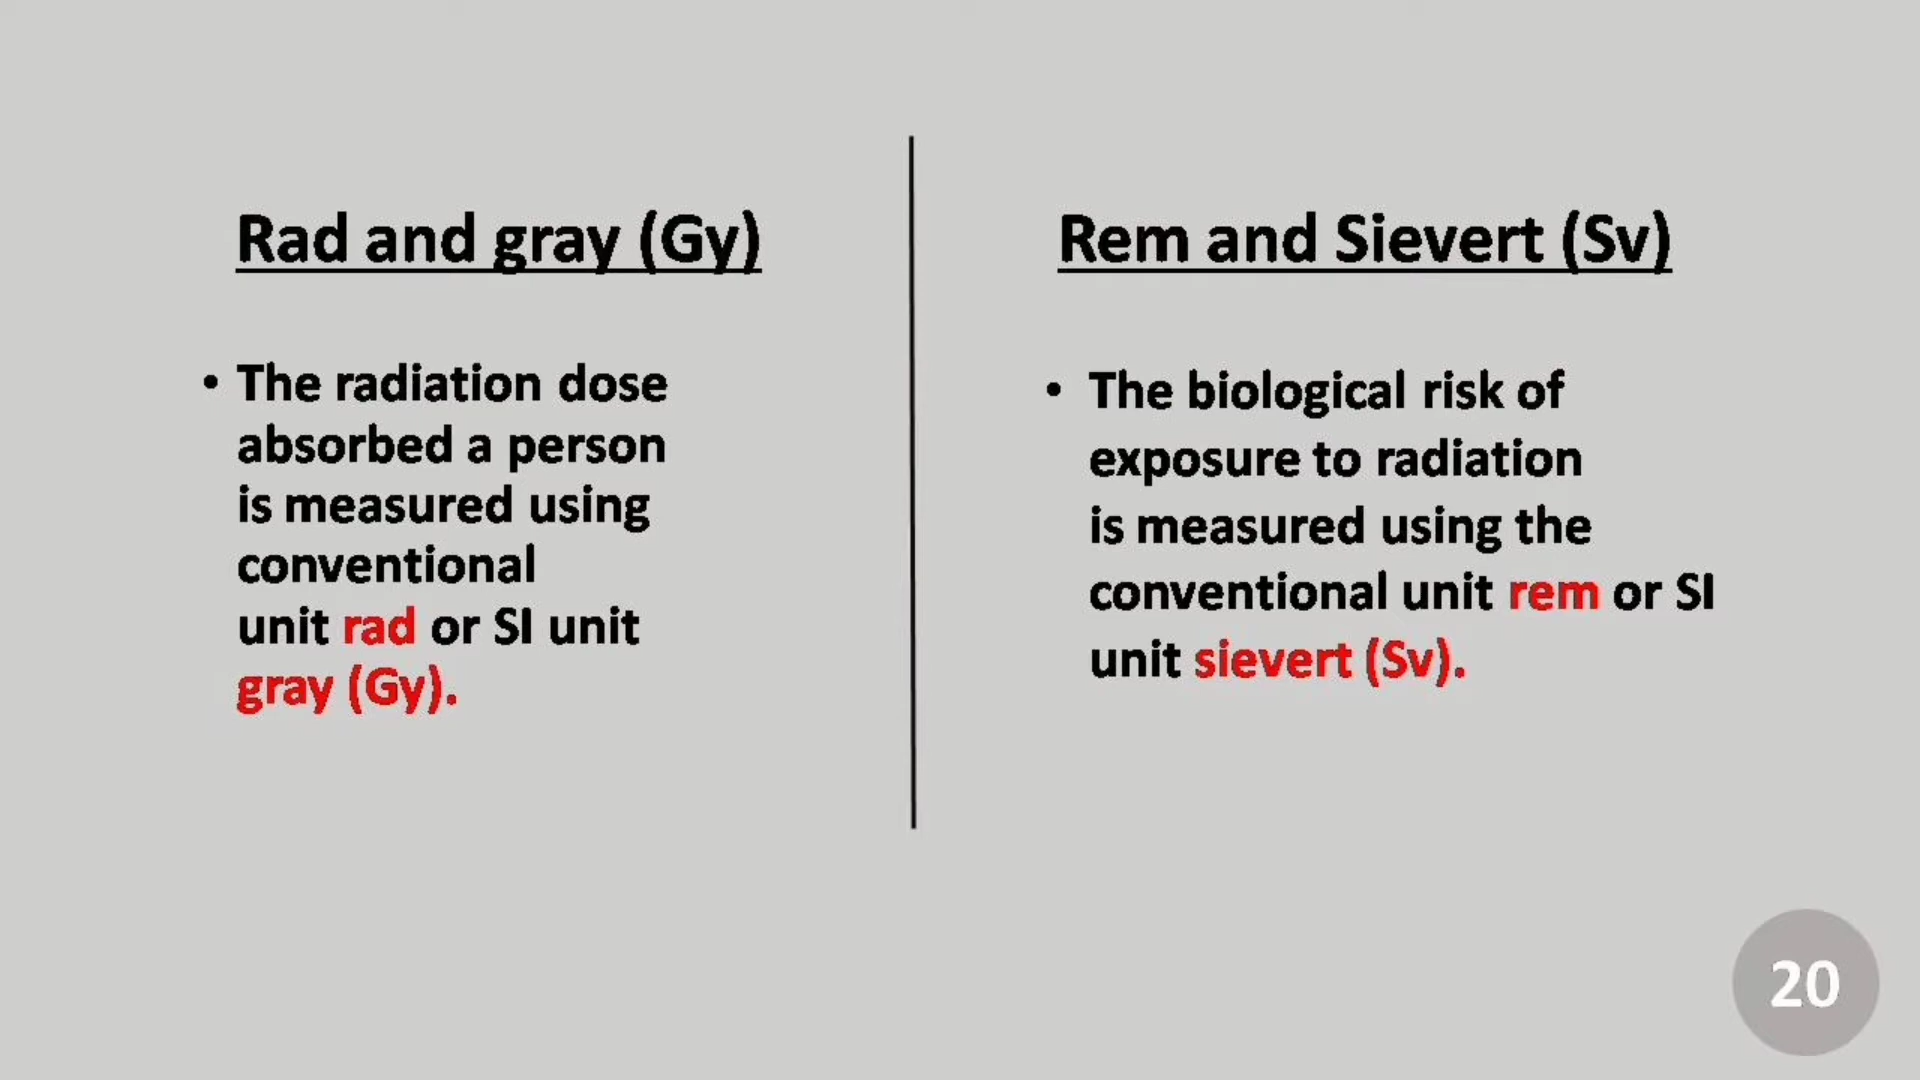 Rad and gray (Gy)
• The radiation dose
absorbed a person
is measured using
conventional
unit rad or SI unit
gray (Gy).
Rem and Sievert (Sv)
• The biological risk of
exposure to radiation
is measured using the
conventional unit rem or SI
unit sievert (Sv).
20